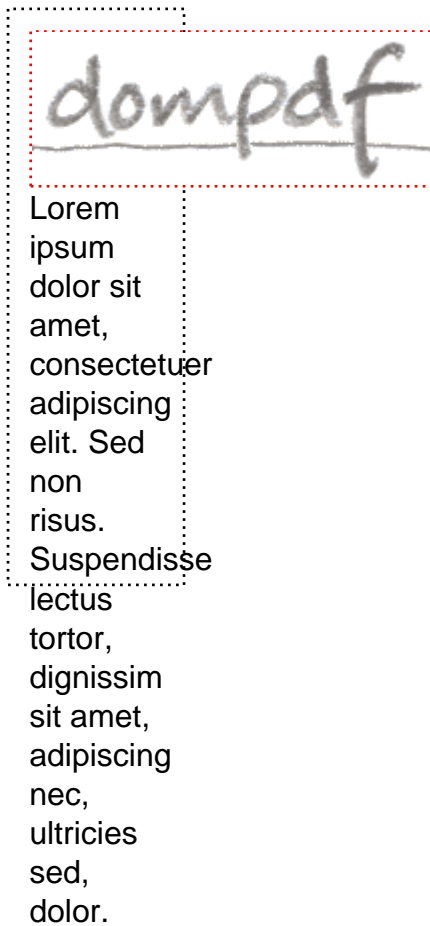 dompdf
Lorem
ipsum
dolor sit
amet,
consectetuer
adipiscing
elit. Sed
non
risus.
Suspendisse
lectus
tortor,
dignissim
sit amet,
adipiscing
nec,
ultricies
sed,
dolor.